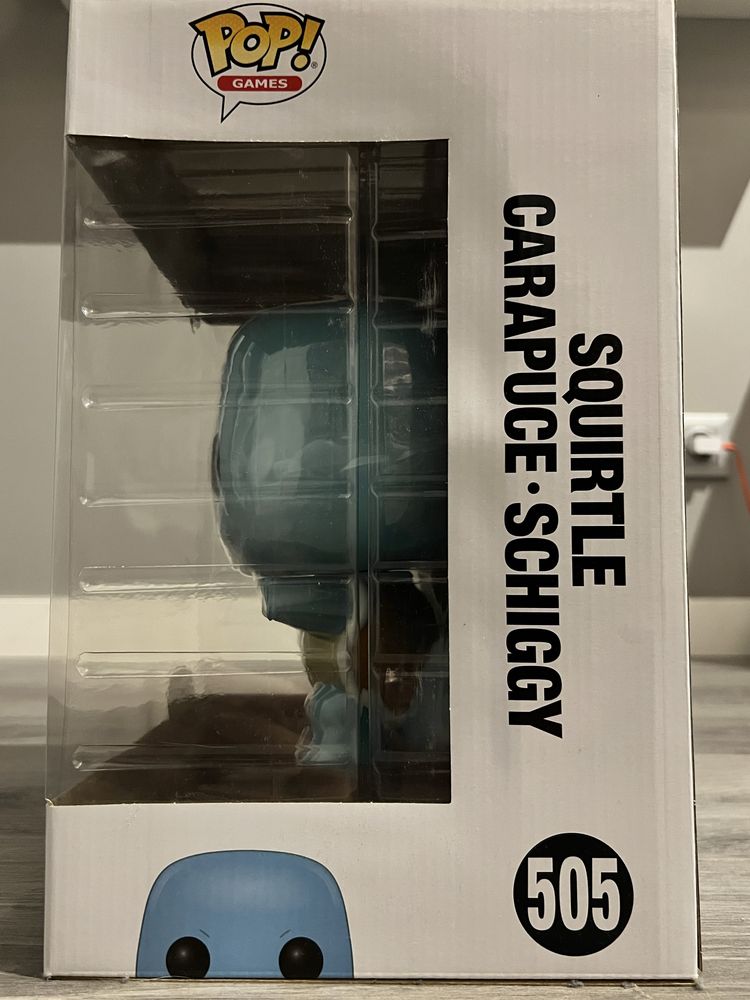 POP!
GAMES
SQUIRTLE
CARAPUCE · SCHIGGY
505